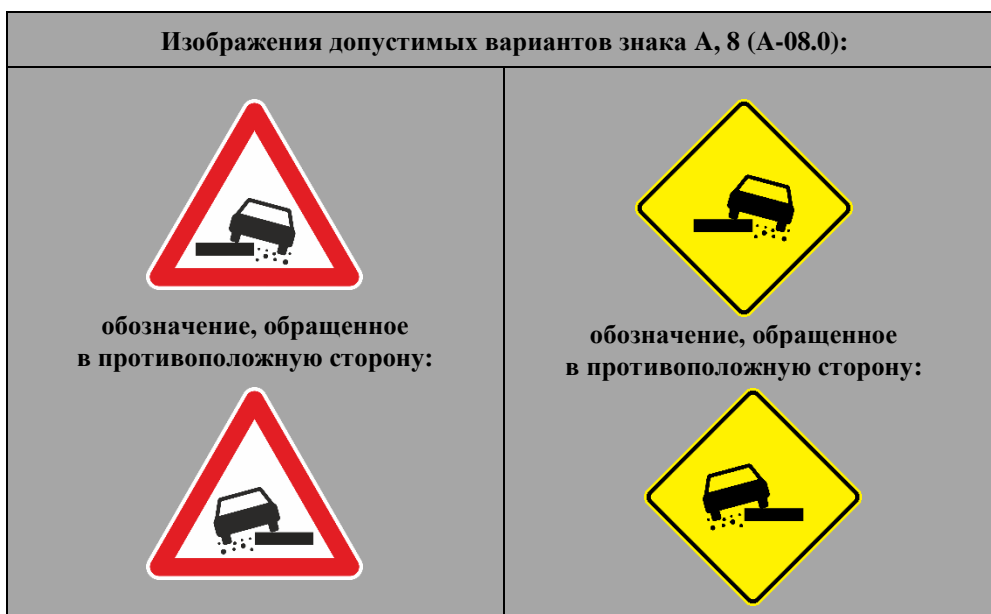 Изображения допустимых вариантов знака A, 8 (A-08.0):
обозначение, обращенное
в противоположную сторону:
обозначение, обращенное
в противоположную сторону: